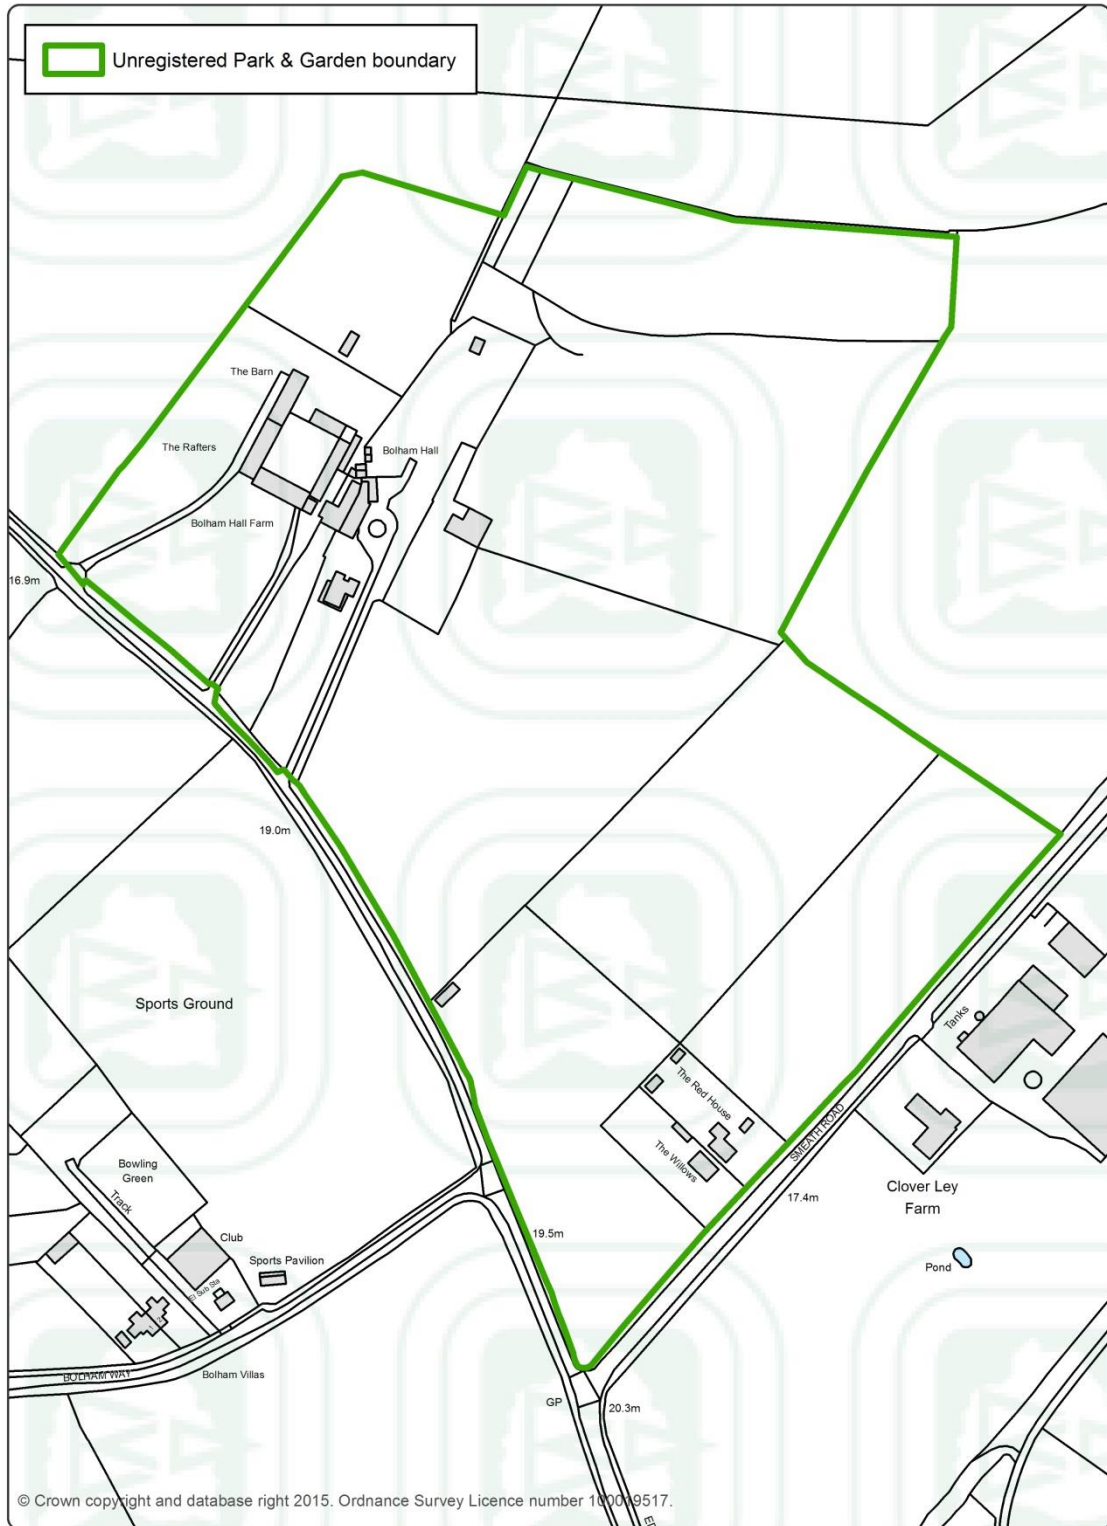 Unregistered Park & Garden boundary
The Barn
The Rafters
Bolham Hall
Bolham Hall Farm
16.9m
19.0m
Sports Ground
Tanks
The Red House
The Willows
SMEATH ROAD
17.4m
Clover Ley
Farm
Pond
Bowling
Green
Track
Club
Sports Pavilion
El Sub Sta
19.5m
BOLHAM WAY
Bolham Villas
GP
20.3m
© Crown copyright and database right 2015. Ordnance Survey Licence number 100019517.